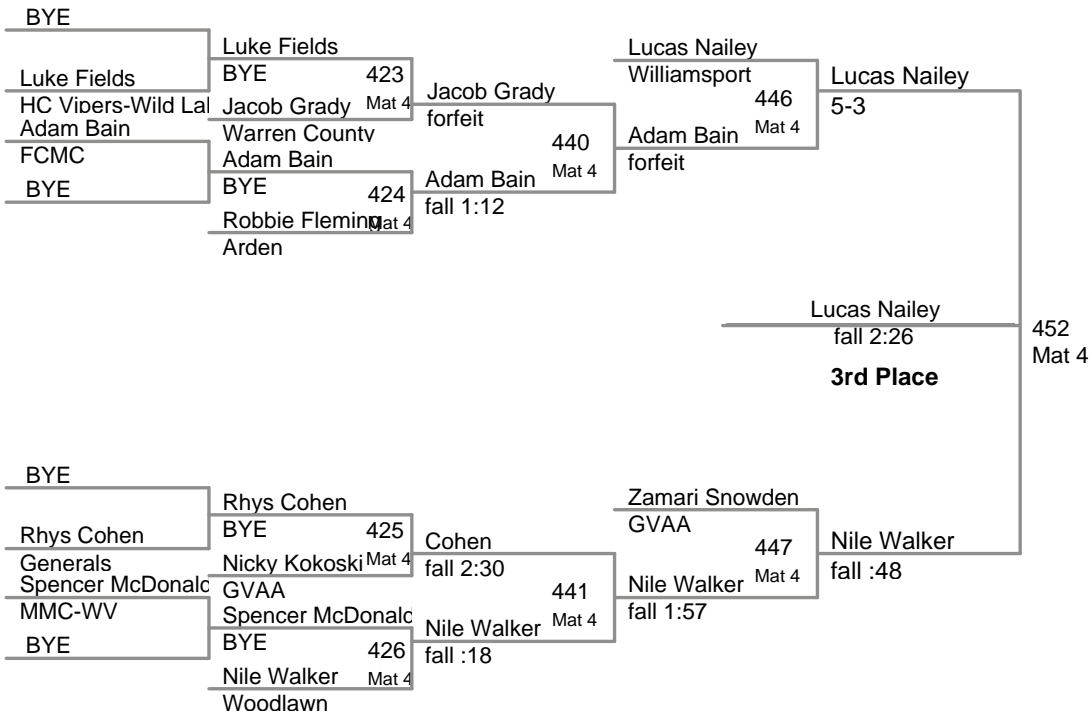 BYE
Luke Fields
HC Vipers-Wild Lal
Adam Bain
FCMC
BYE
Luke Fields
BYE
423
Mat 4
Jacob Grady
Warren County
Adam Bain
BYE
424
Mat 4
Robbie Fleming
Arden
Jacob Grady
forfeit
440
Mat 4
Adam Bain
fall 1:12
Lucas Nailey
Williamsport
446
Mat 4
Adam Bain
forfeit
Lucas Nailey
5-3
Lucas Nailey
fall 2:26
3rd Place
452
Mat 4
BYE
Rhys Cohen
Generals
Spencer McDonald
MMC-WV
BYE
Rhys Cohen
BYE
425
Mat 4
Nicky Kokoski
GVAA
Spencer McDonald
BYE
426
Mat 4
Nile Walker
Woodlawn
Cohen
fall 2:30
441
Mat 4
Nile Walker
fall :18
Zamari Snowden
GVAA
447
Mat 4
Nile Walker
fall 1:57
Nile Walker
fall :48